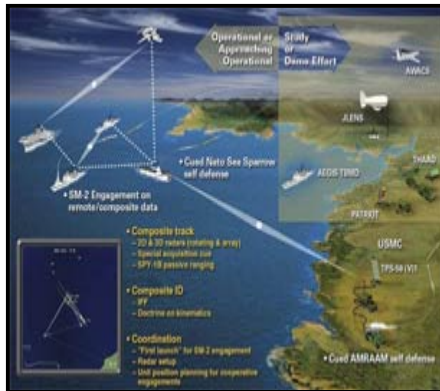 Operational or
Approaching
Operational
Study
or
Demo Effort
AWACS
JLENS
THAAD
• Cued Nato Sea Sparrow
self defense
AEGIS TBMD
• SM-2 Engagement on
remote/composite data
PATRIOT
• Composite track
- 2D & 3D radars (rotating & array)
- Special acquisition cue
- SPY-1B passive ranging
USMC
• Composite ID
- IFF
- Doctrine on kinematics
• Coordination
- "First launch" for SM-2 engagement
- Radar setup
- Unit position planning for cooperative
engagements
• Cued AMRAAM self defense